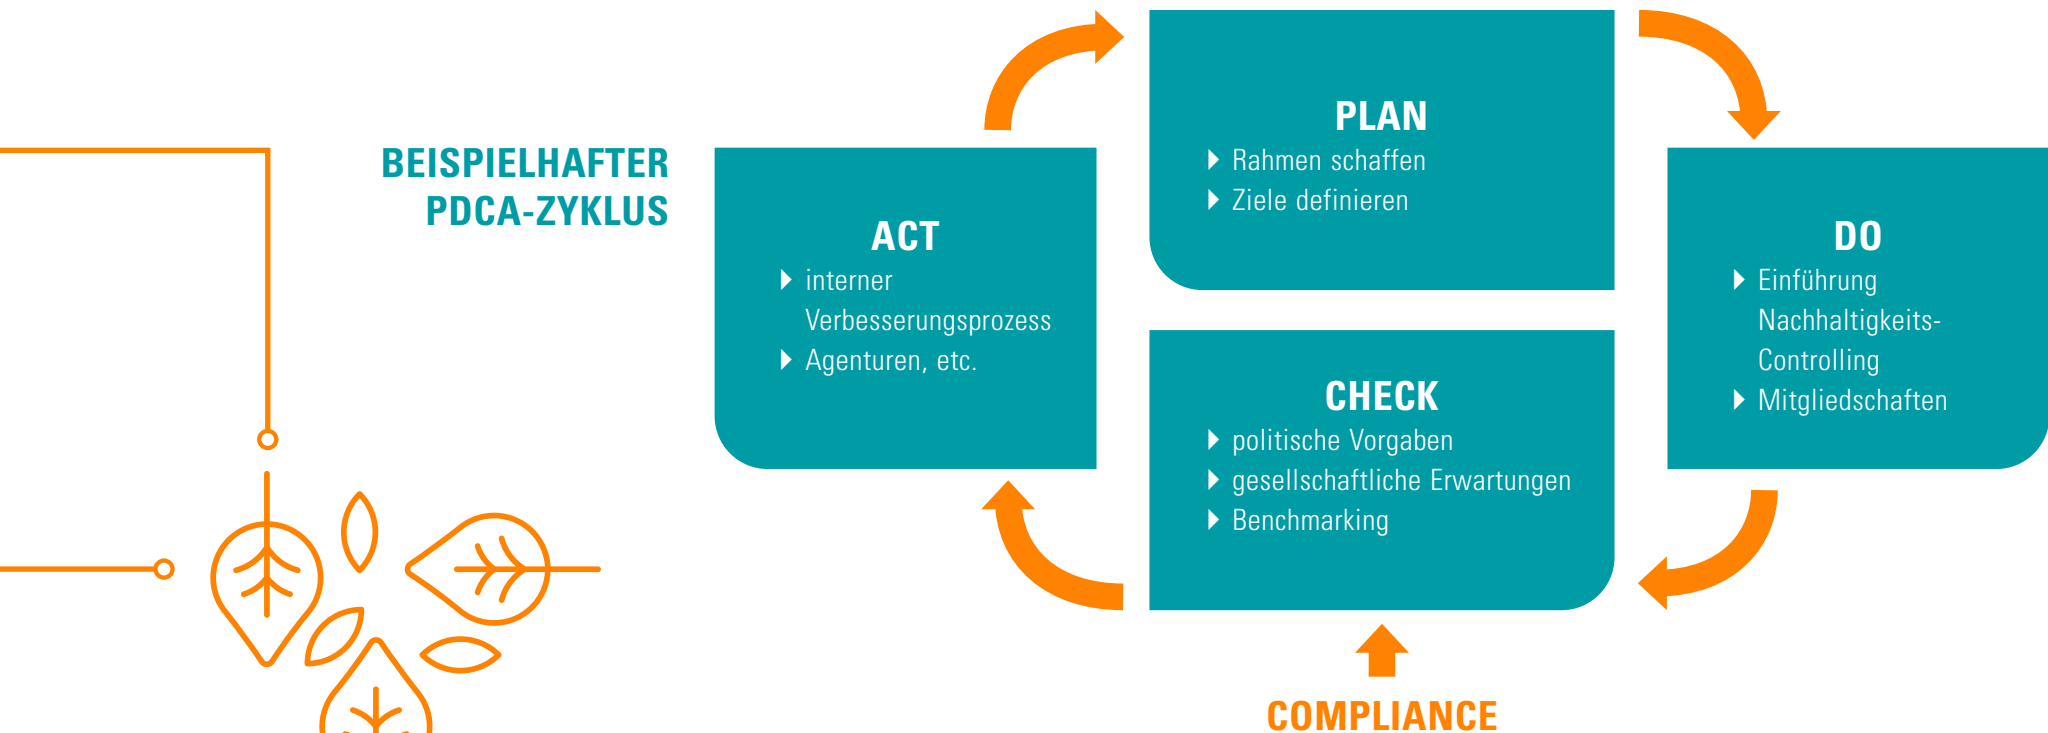 BEISPIELHAFTER
PDCA-ZYKLUS
PLAN
Rahmen schaffen
Ziele definieren
DO
Einführung
Nachhaltigkeits-
Controlling
Mitgliedschaften
CHECK
politische Vorgaben
gesellschaftliche Erwartungen
Benchmarking
ACT
interner
Verbesserungsprozess
Agenturen, etc.
COMPLIANCE